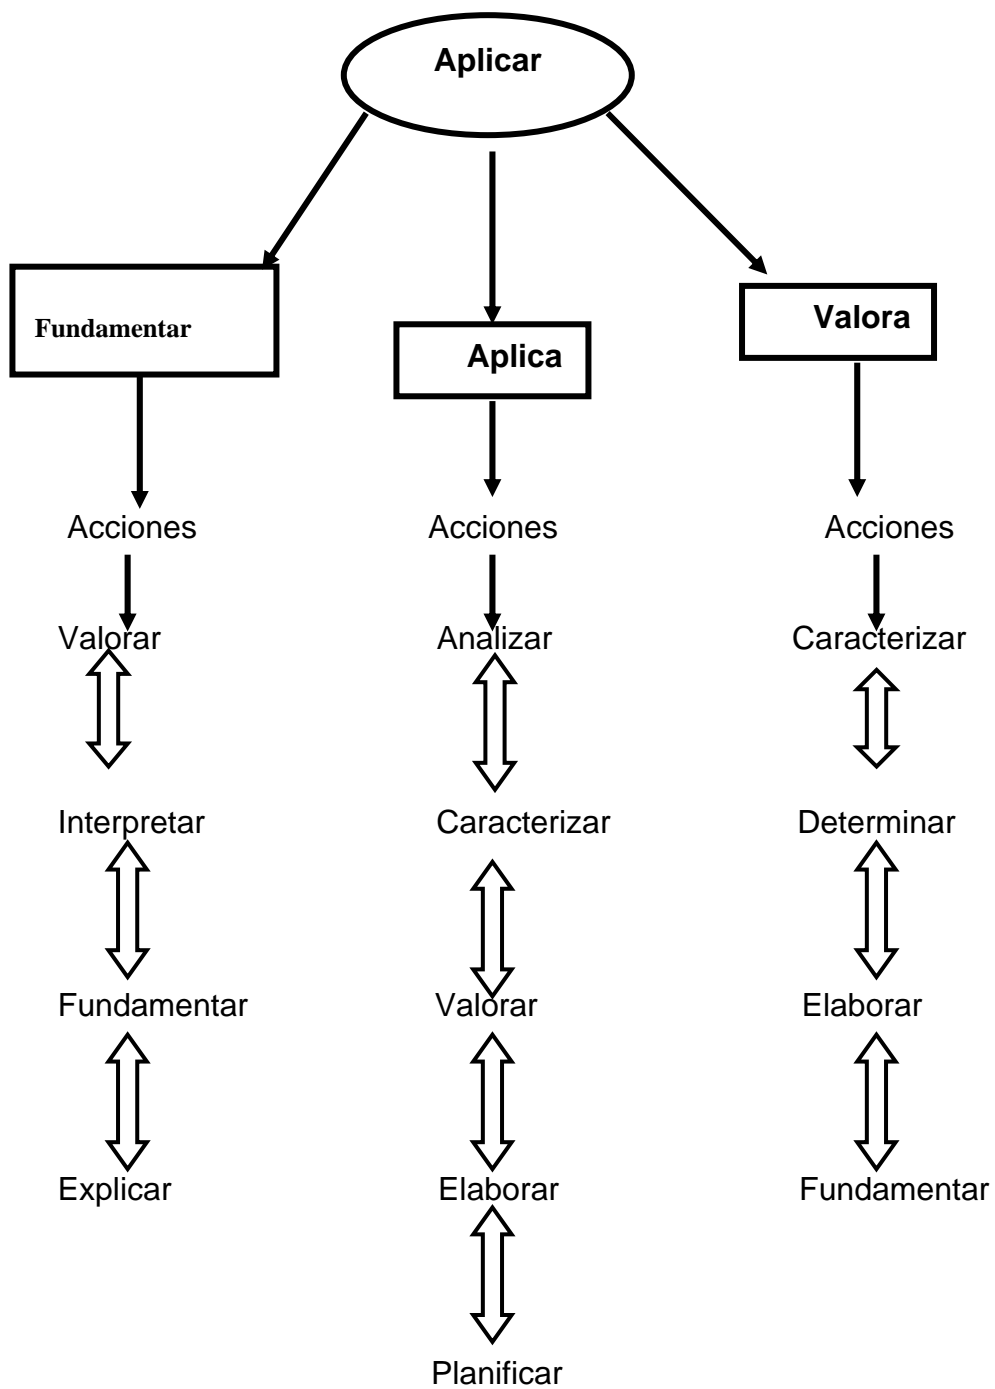 Aplicar
Fundamentar
Aplica
Valora
Acciones
Acciones
Acciones
Valorar
Analizar
Caracterizar
Interpretar
Caracterizar
Determinar
Fundamentar
Valorar
Elaborar
Explicar
Elaborar
Fundamentar
Planificar